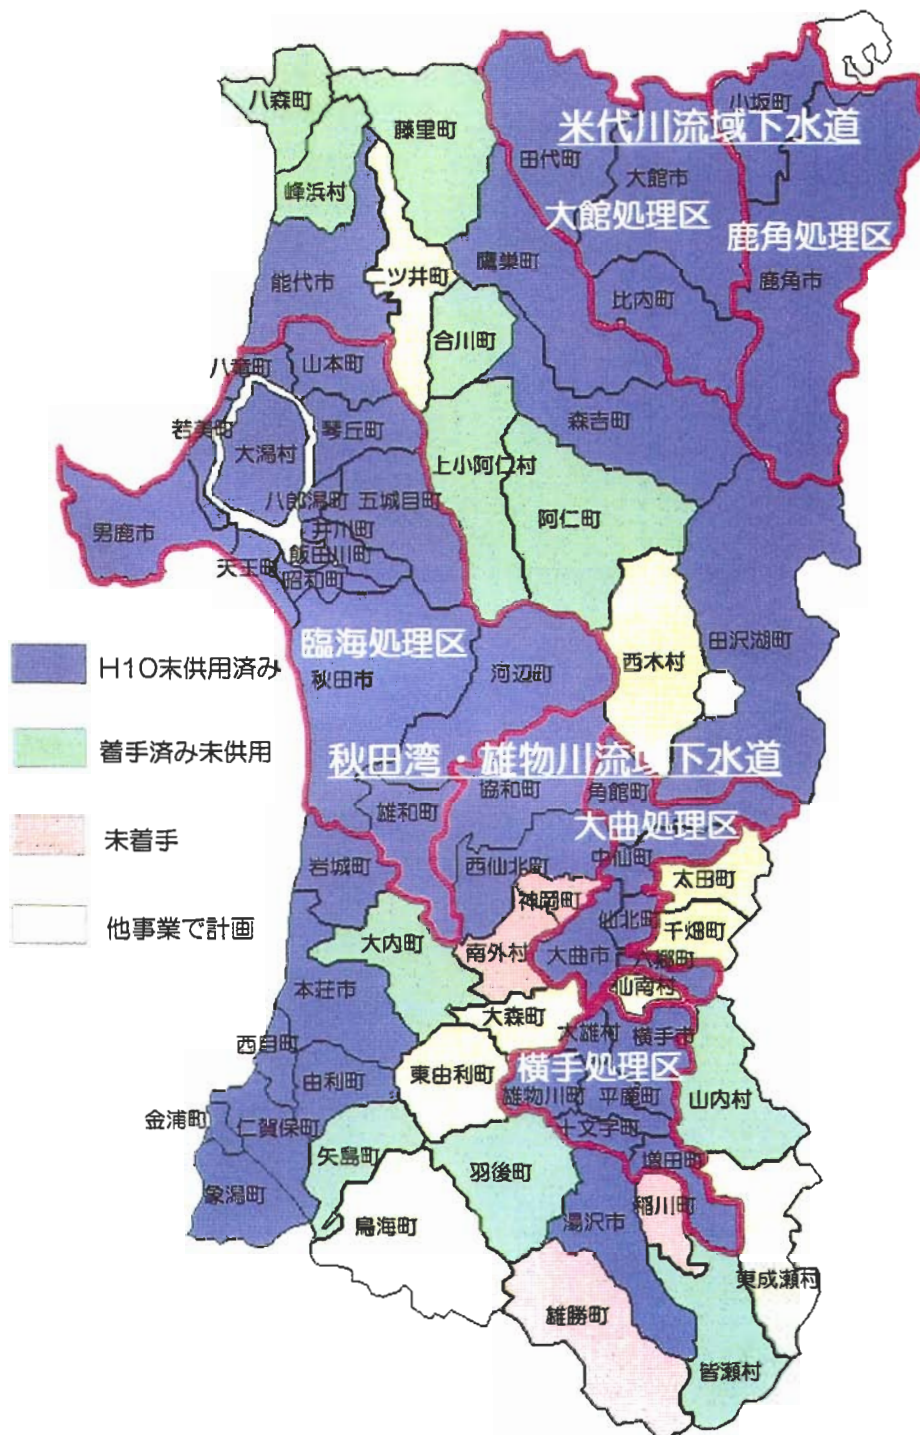 八森町
藤里町
小坂町
米代川流域下水道
峰浜村
田代町
大館市
大館処理区
鹿角処理区
能代市
二ツ井町
鷹巣町
鹿角市
比内町
合川町
八竜町
山本町
若美町
琴丘町
森吉町
大潟村
上小阿仁村
八郎潟町
五城目町
阿仁町
男鹿市
井川町
飯田川町
天王町
昭和町
臨海処理区
田沢湖町
H10末供用済み
秋田市
河辺町
西木村
着手済み未供用
秋田湾・雄物川流域下水道
協和町
角館町
雄和町
大曲処理区
未着手
岩城町
西仙北町
中仙町
太田町
神岡町
仙北町
千畑町
他事業で計画
大内町
南外村
大曲市
六郷町
本荘市
仙南村
大森町
大雄村
横手市
西目町
横手処理区
由利町
東由利町
雄物川町
平鹿町
山内村
金浦町
仁賀保町
十文字町
矢島町
羽後町
増田町
象潟町
鳥海町
湯沢市
稲川町
東成瀬村
雄勝町
皆瀬村